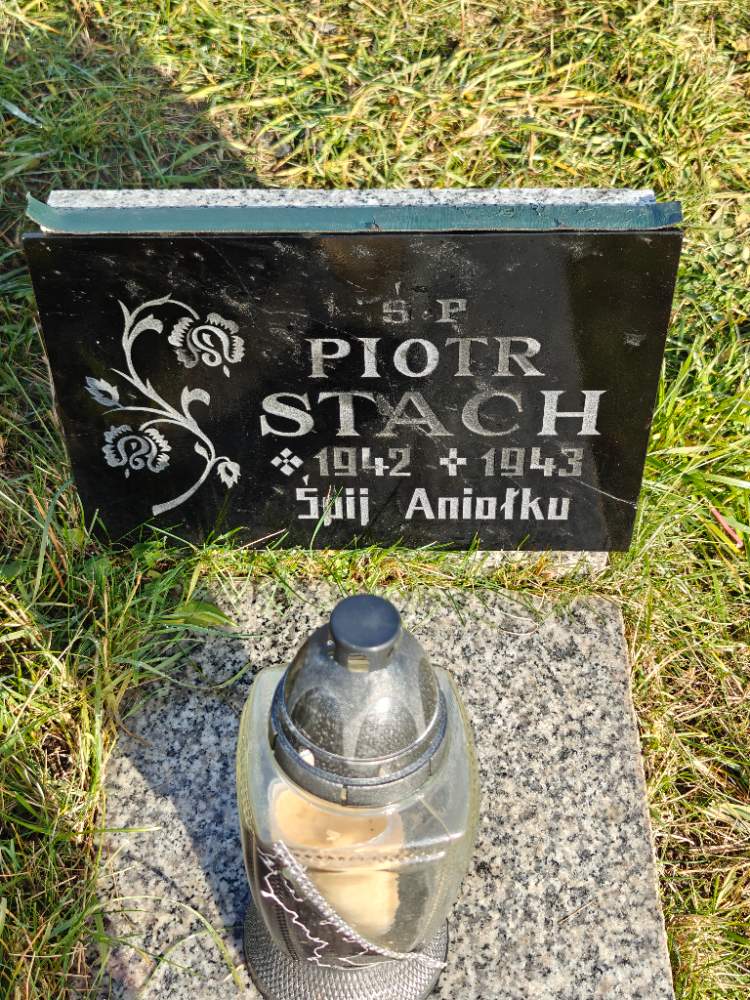 Ś P
PIOTR
STACH
1942 1943
Śpij Aniołku